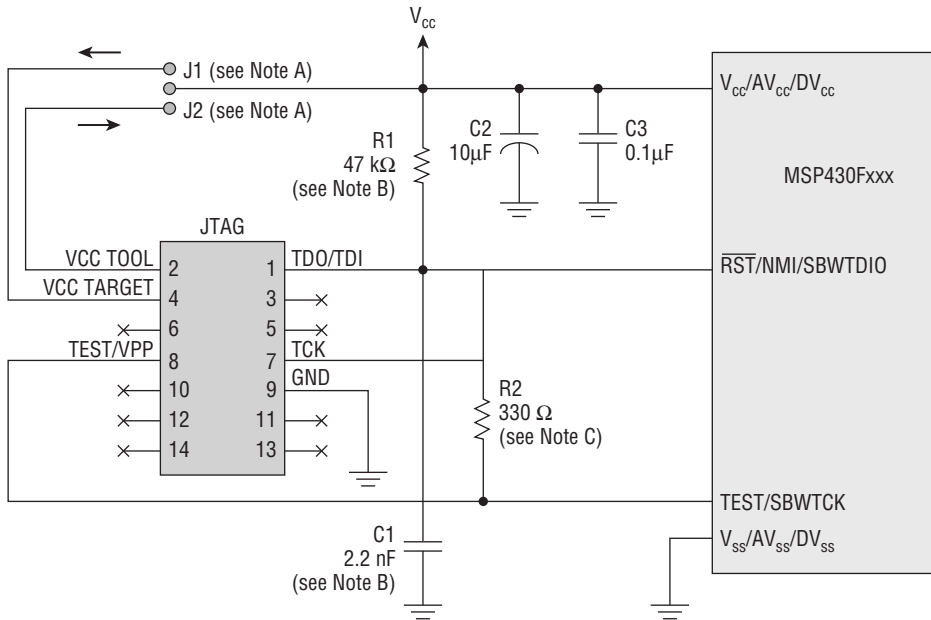 Vcc
J1 (see Note A)
J2 (see Note A)
R1
47 kΩ
(see Note B)
C2
10µF
C3
0.1µF
Vcc/AVcc/DVcc
MSP430Fxxx
JTAG
VCC TOOL
2
1
TDO/TDI
RST/NMI/SBWTDIO
VCC TARGET
4
3
6
5
TEST/VPP
8
7
TCK
10
9
GND
12
11
14
13
R2
330 Ω
(see Note C)
TEST/SBWTCK
C1
2.2 nF
(see Note B)
Vss/AVss/DVss